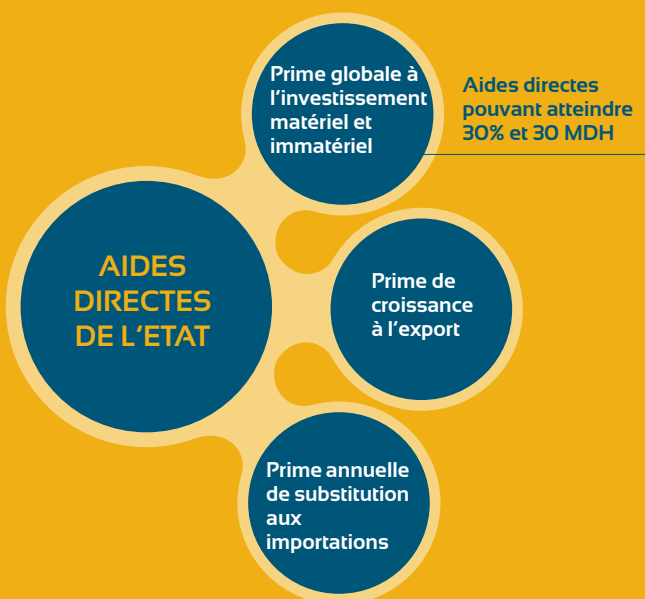 Prime globale à
l'investissement
matériel et
immatériel
Aides directes
pouvant atteindre
30% et 30 MDH
AIDES
DIRECTES
DE L'ETAT
Prime de
croissance
à l'export
Prime annuelle
de substitution
aux
importations